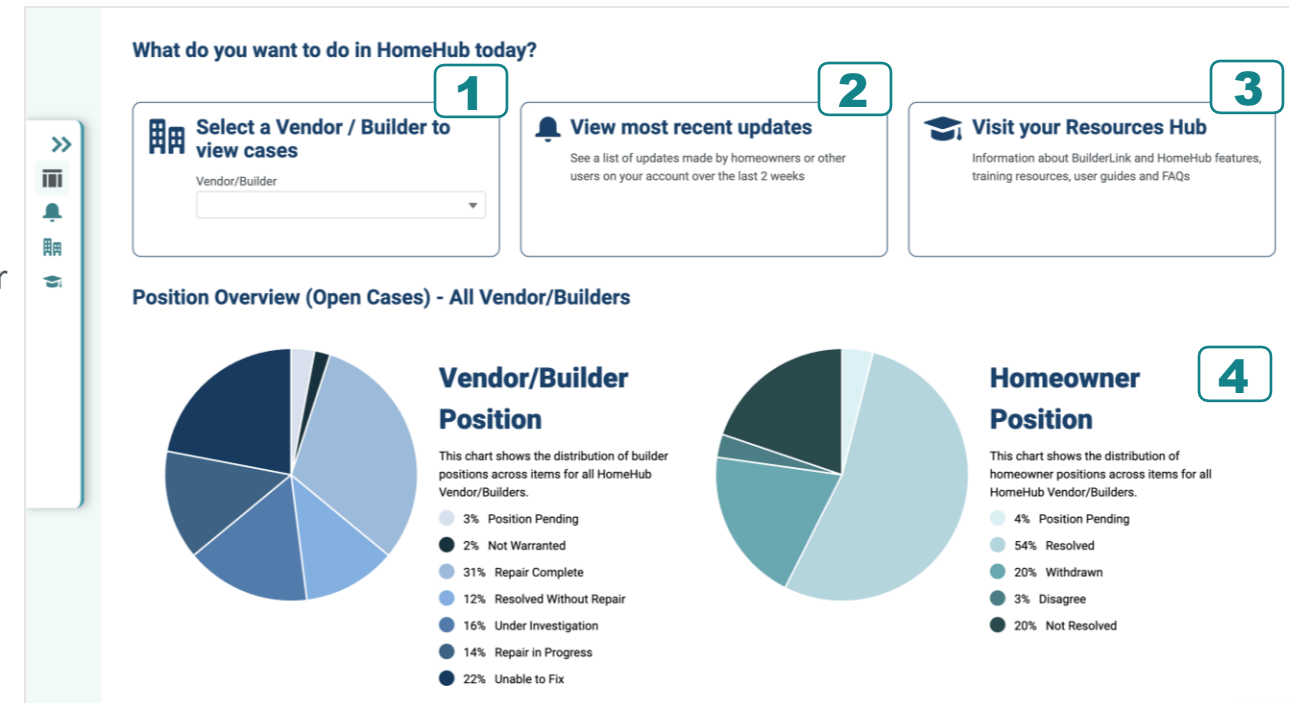 What do you want to do in HomeHub today?
1
Select a Vendor / Builder to
view cases
Vendor/Builder
2
View most recent updates
See a list of updates made by homeowners or other
users on your account over the last 2 weeks
3
Visit your Resources Hub
Information about BuilderLink and HomeHub features,
training resources, user guides and FAQs
r
Position Overview (Open Cases) - All Vendor/Builders
Vendor/Builder
Position
This chart shows the distribution of builder
positions across items for all HomeHub
Vendor/Builders.
3% Position Pending
2% Not Warranted
31% Repair Complete
12% Resolved Without Repair
16% Under Investigation
14% Repair in Progress
22% Unable to Fix
4
Homeowner
Position
This chart shows the distribution of
homeowner positions across items for all
HomeHub Vendor/Builders.
4% Position Pending
54% Resolved
20% Withdrawn
3% Disagree
20% Not Resolved